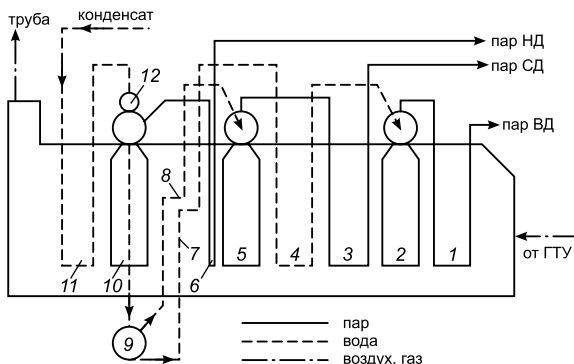 труба
конденсат
пар НД
пар СД
пар ВД
12
8
7
11
10
6
5
4
3
2
1
от ГТУ
9
пар
вода
воздух, газ